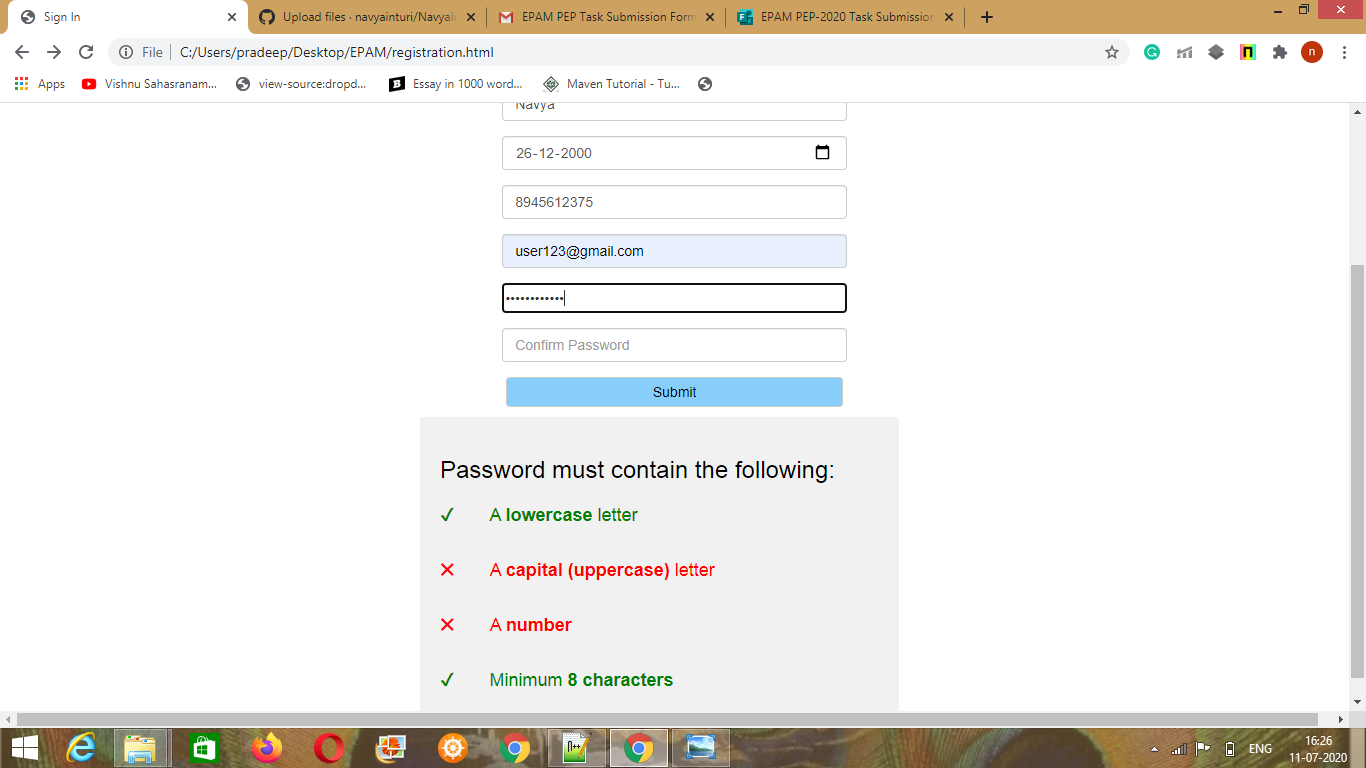 Sign In
Upload files · navyainturi/Navyai
EPAM PEP Task Submission Form
EPAM PEP-2020 Task Submission
File
C:/Users/pradeep/Desktop/EPAM/registration.html
n
Apps
Vishnu Sahasranam...
view-source:dropd...
B
Essay in 1000 word...
Maven Tutorial - Tu...
Navya
26-12-2000
8945612375
user123@gmail.com
••••••••••••
Confirm Password
Submit
Password must contain the following:
✓ A lowercase letter
✕ A capital (uppercase) letter
✕ A number
✓ Minimum 8 characters
ENG
16:26
11-07-2020